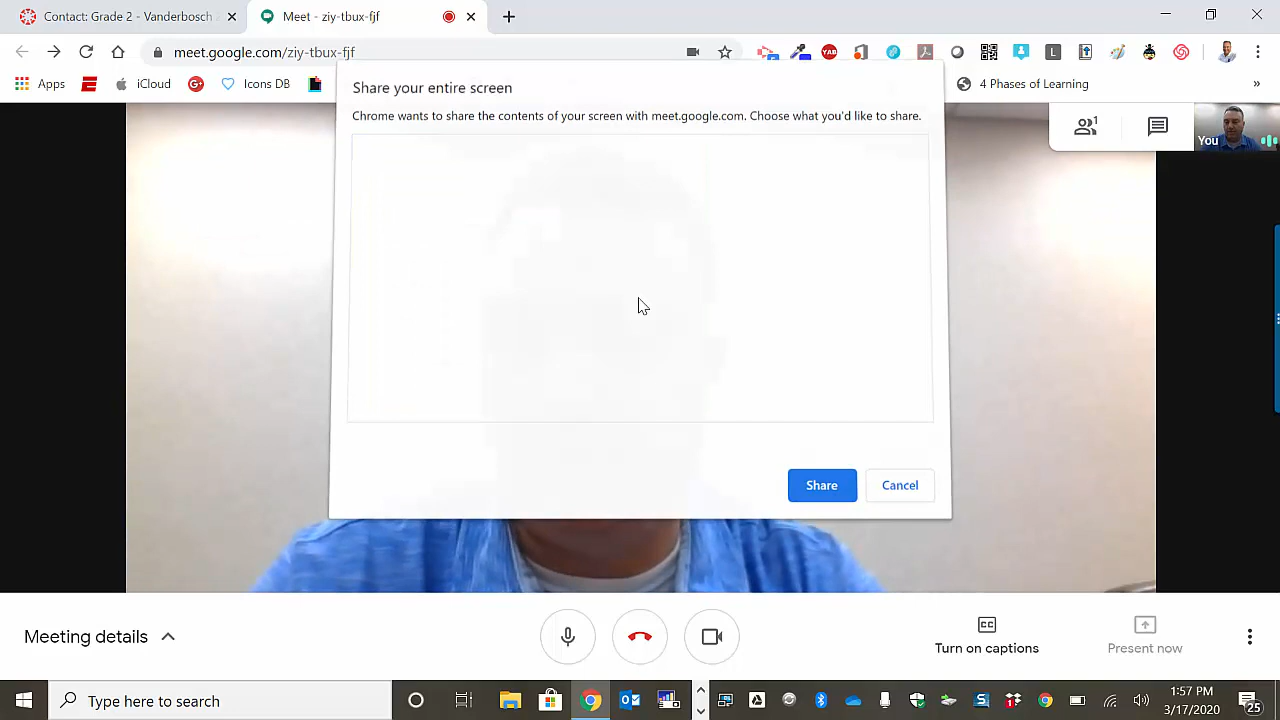 Contact: Grade 2 - Vanderbosch
Meet - ziy-tbux-fjf
meet.google.com/ziy-tbux-fjf
YAB
L
Apps
iCloud
G+
Icons DB
4 Phases of Learning
»
Share your entire screen
Chrome wants to share the contents of your screen with meet.google.com. Choose what you'd like to share.
1
You
Share
Cancel
Meeting details
CC
Turn on captions
Present now
Type here to search
1:57 PM
3/17/2020
25